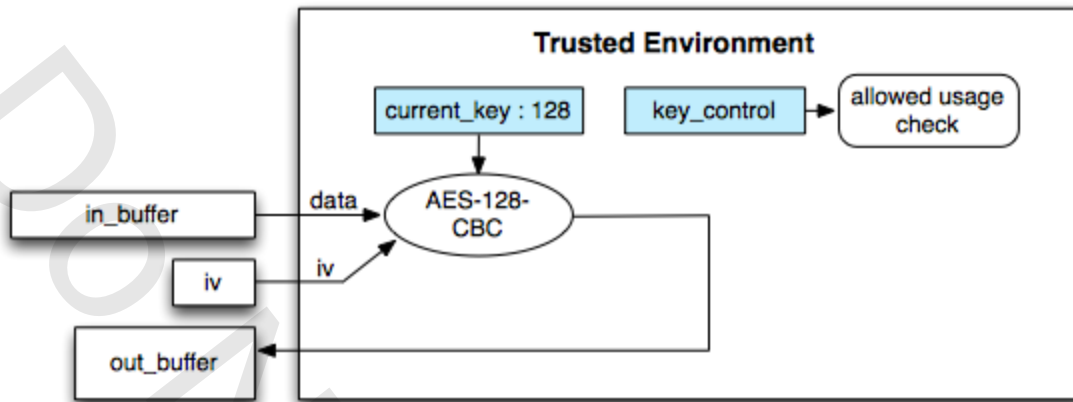 Trusted Environment
current_key : 128
key_control
allowed usage
check
data
AES-128-
CBC
in_buffer
iv
iv
out_buffer